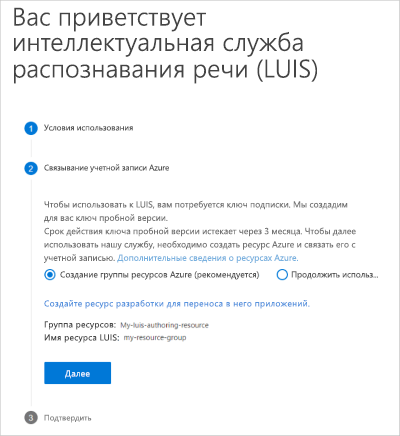 Вас приветствует
интеллектуальная служба
распознавания речи (LUIS)
1 Условия использования
2 Связывание учетной записи Azure
Чтобы использовать к LUIS, вам потребуется ключ подписки. Мы создадим
для вас ключ пробной версии.
Срок действия ключа пробной версии истекает через 3 месяца. Чтобы далее
использовать нашу службу, необходимо создать ресурс Azure и связать его с
учетной записью. Дополнительные сведения о ресурсах Azure.
Создание группы ресурсов Azure (рекомендуется) Продолжить использ...
Создайте ресурс разработки для переноса в него приложений.
Группа ресурсов: My-luis-authoring-resource
Имя ресурса LUIS: my-resource-group
Далее
3 Подтвердить